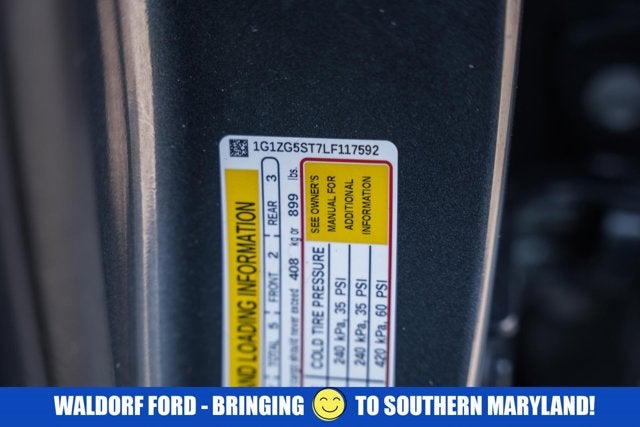 1G1ZG5ST7LF117592
AND LOADING INFORMATION
TOTAL 5 FRONT 2 REAR 3
should never exceed 408 kg or 899 lbs.
COLD TIRE PRESSURE
240 kPa, 35 PSI
240 kPa, 35 PSI
420 kPa, 60 PSI
SEE OWNER'S
MANUAL FOR
ADDITIONAL
INFORMATION
WALDORF FORD - BRINGING TO SOUTHERN MARYLAND!